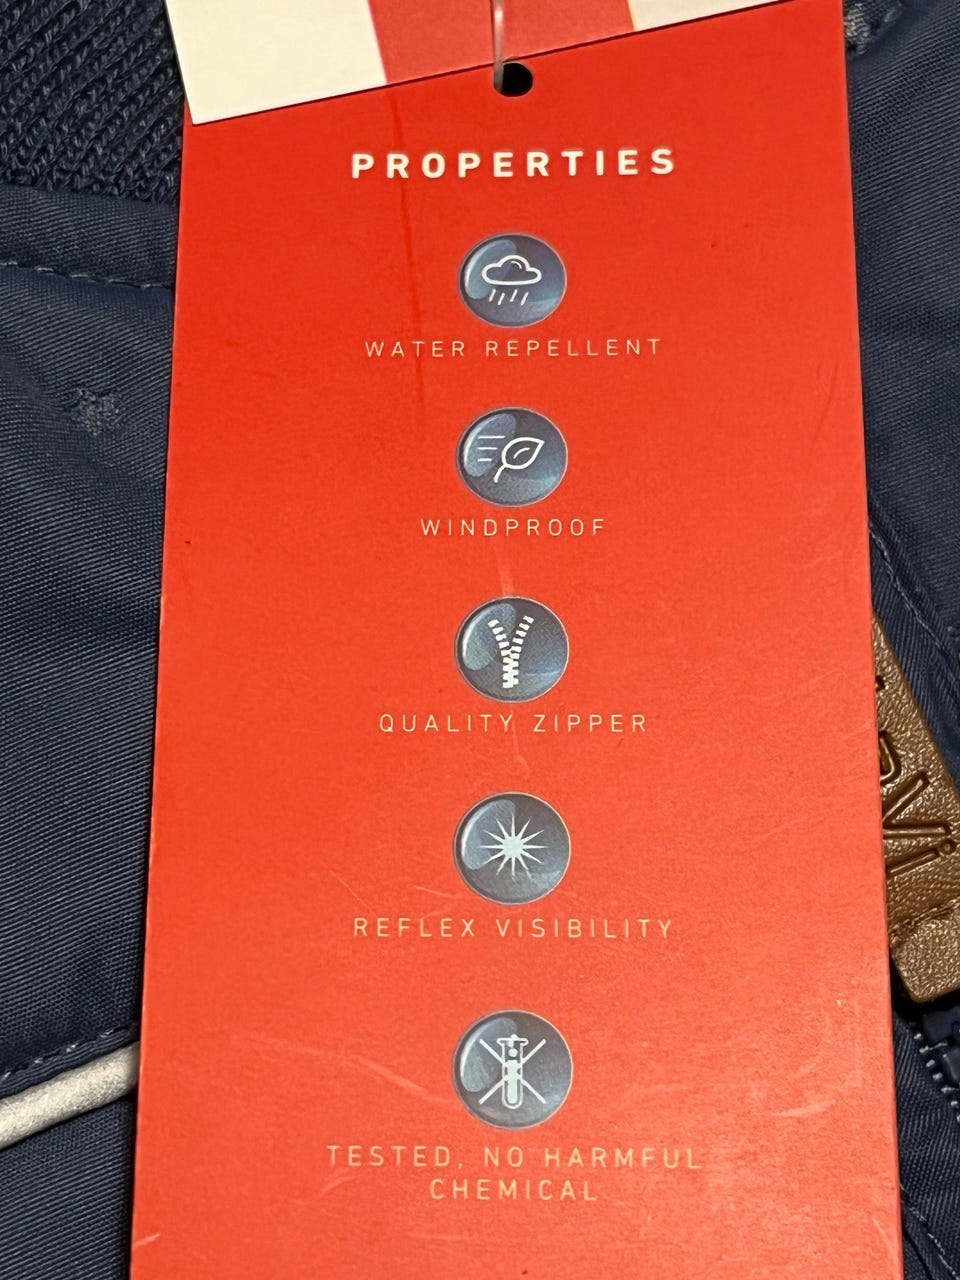 PROPERTIES
WATER REPELLENT
WINDPROOF
QUALITY ZIPPER
REFLEX VISIBILITY
TESTED, NO HARMFUL
CHEMICAL